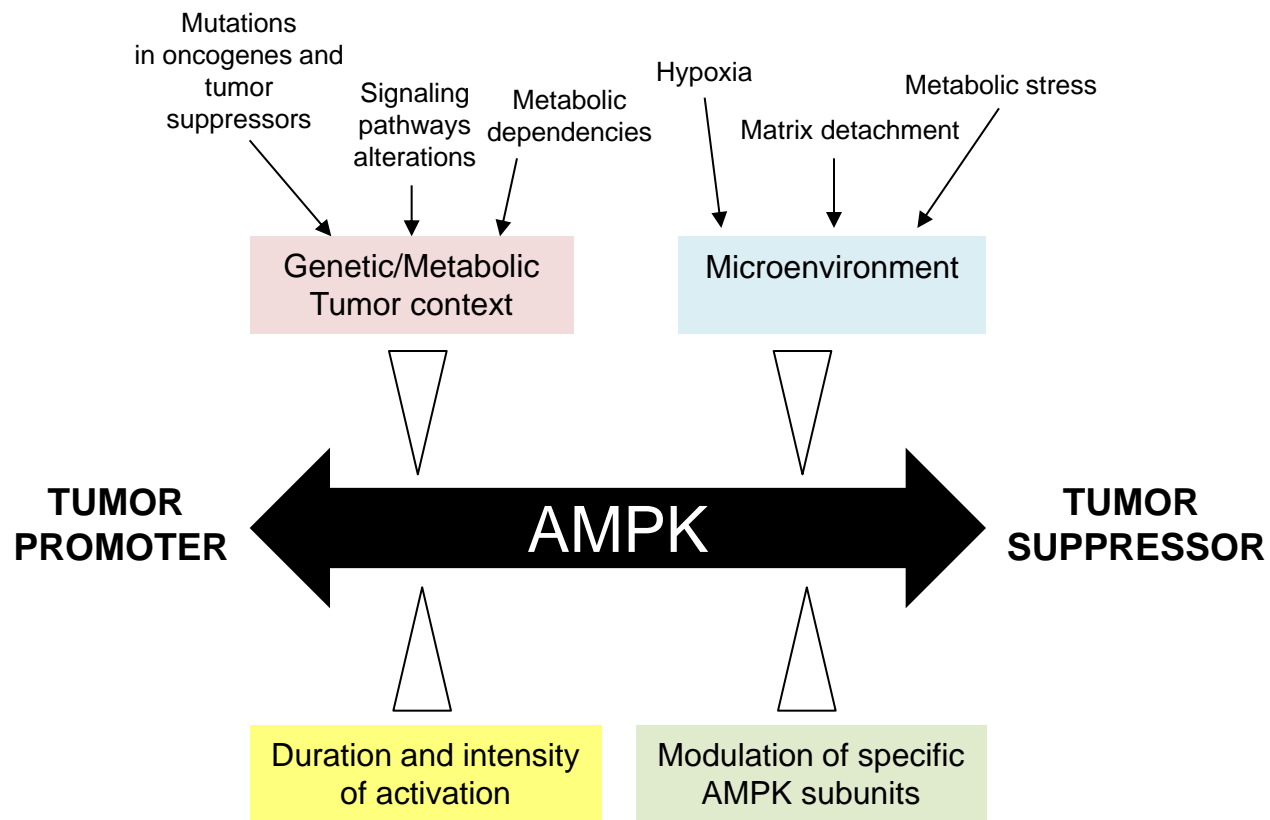 Mutations
in oncogenes and
tumor
suppressors
Signaling
pathways
alterations
Metabolic
dependencies
Hypoxia
Matrix detachment
Metabolic stress
Genetic/Metabolic
Tumor context
Microenvironment
TUMOR
PROMOTER
AMPK
TUMOR
SUPPRESSOR
Duration and intensity
of activation
Modulation of specific
AMPK subunits